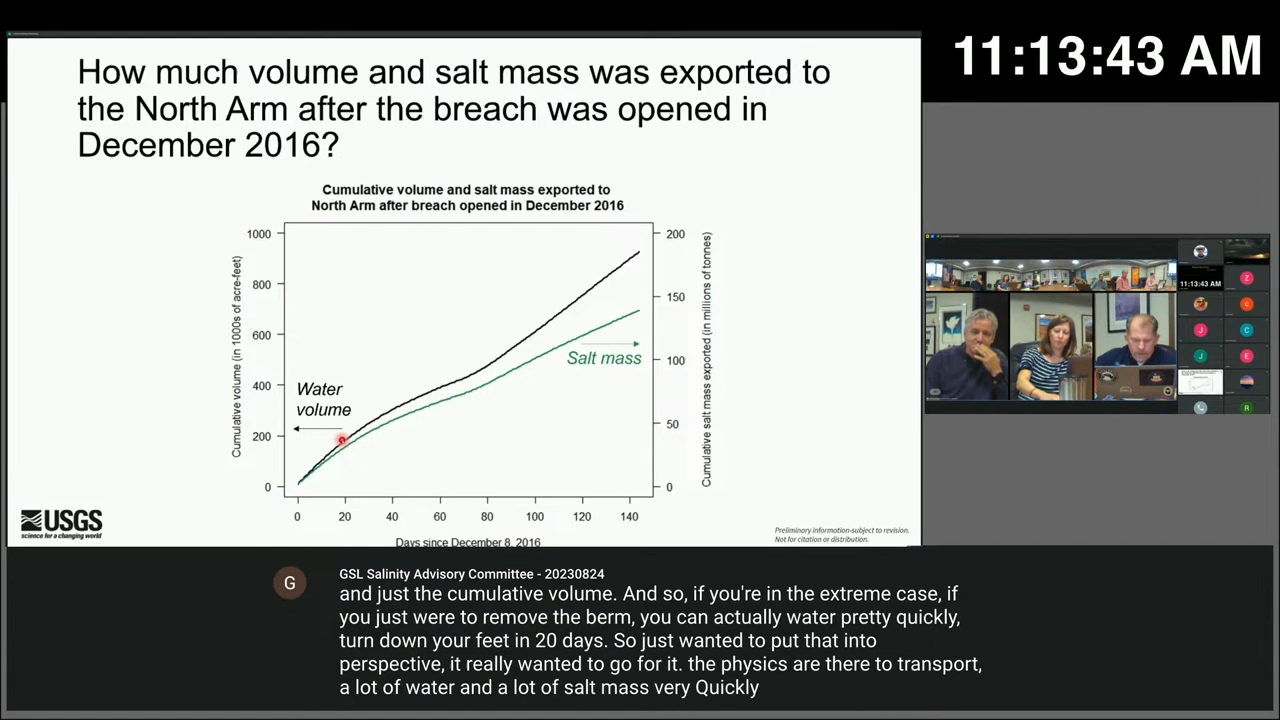 How much volume and salt mass was exported to
the North Arm after the breach was opened in
December 2016?
Cumulative volume and salt mass exported to
North Arm after breach opened in December 2016
Cumulative volume (in 1000s of acre-feet)
1000
800
600
400
200
0
Water
volume
Salt mass
200
150
100
50
0
Cumulative salt mass exported (in millions of tonnes)
0 20 40 60 80 100 120 140
Days since December 8, 2016
USGS
science for a changing world
Preliminary information-subject to revision.
Not for citation or distribution.
11:13:43 AM
11:13:43 AM
Z
C
J
C
J
E
R
G
GSL Salinity Advisory Committee - 20230824
and just the cumulative volume. And so, if you're in the extreme case, if
you just were to remove the berm, you can actually water pretty quickly,
turn down your feet in 20 days. So just wanted to put that into
perspective, it really wanted to go for it. the physics are there to transport,
a lot of water and a lot of salt mass very Quickly